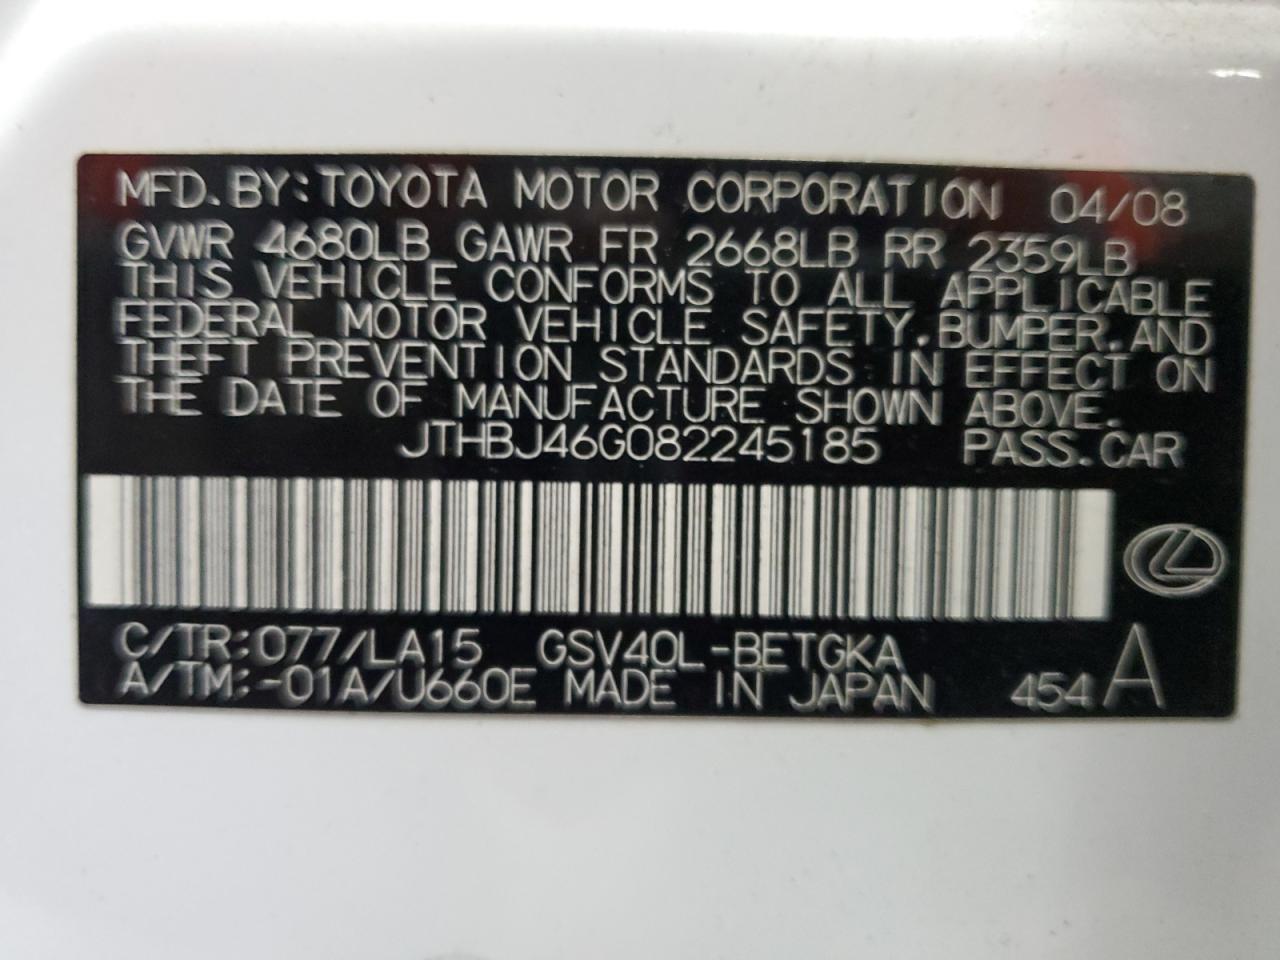 MFD. BY: TOYOTA MOTOR CORPORATION 04/08
GVWR 4680LB GAWR FR 2668LB RR 2359LB
THIS VEHICLE CONFORMS TO ALL APPLICABLE
FEDERAL MOTOR VEHICLE SAFETY, BUMPER, AND
THEFT PREVENTION STANDARDS IN EFFECT ON
THE DATE OF MANUFACTURE SHOWN ABOVE.
JTHBJ46G082245185 PASS. CAR
C/TR: 077/LA15 GSV40L-BETGKA
A/TM: -01A/U660E MADE IN JAPAN 454 A